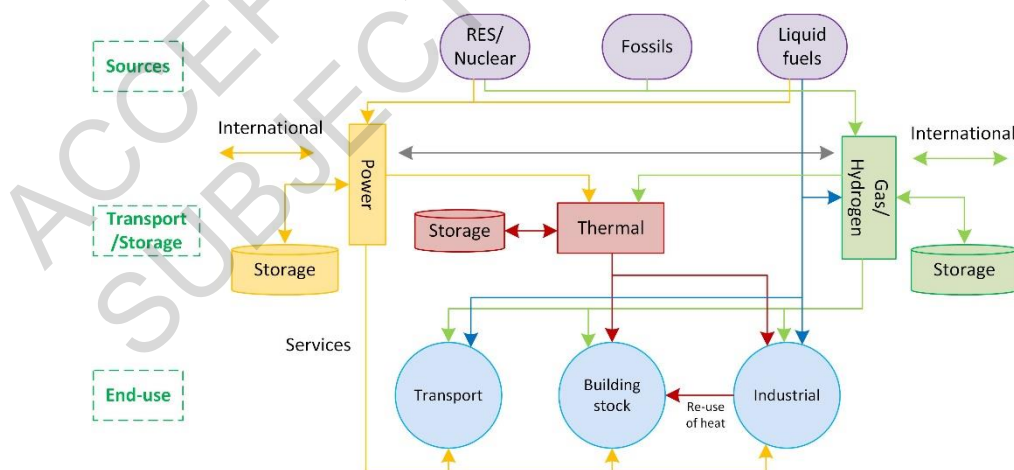 RES/
Nuclear
Fossils
Liquid
fuels
Sources
International
International
Power
Gas/
Hydrogen
Transport
/Storage
Storage
Thermal
Storage
Storage
Services
End-use
Transport
Building
stock
Industrial
Re-use
of heat
ACCEP
SUBJECT